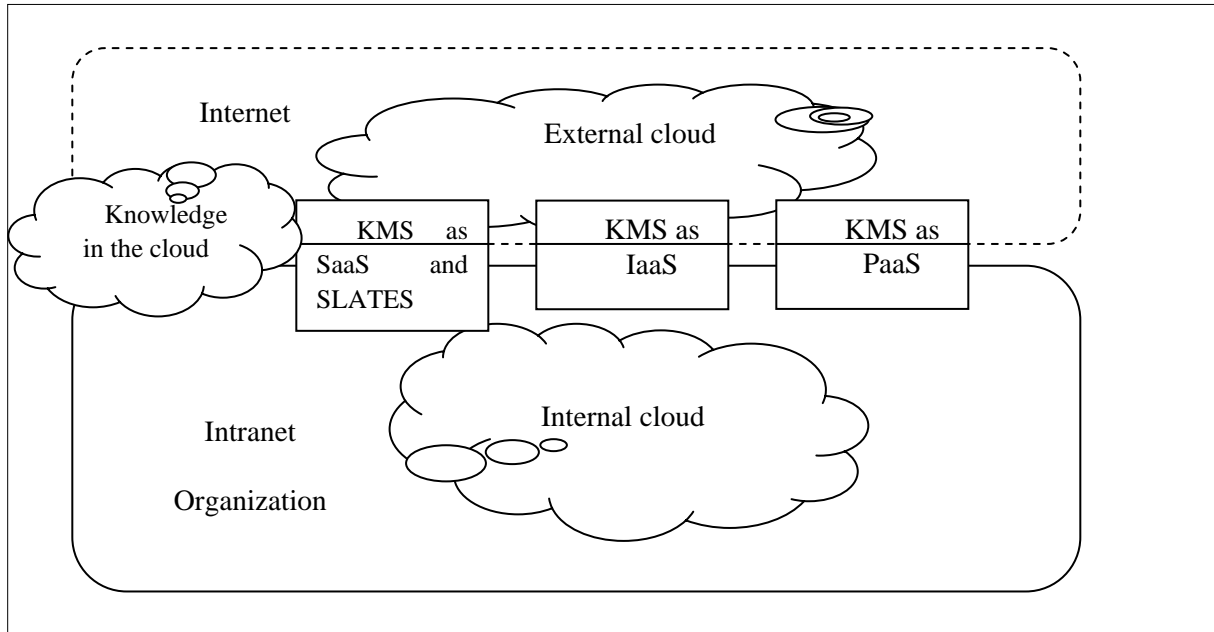 Internet
External cloud
Knowledge
in the cloud
KMS as
SaaS and
SLATES
KMS as
IaaS
KMS as
PaaS
Internal cloud
Intranet
Organization